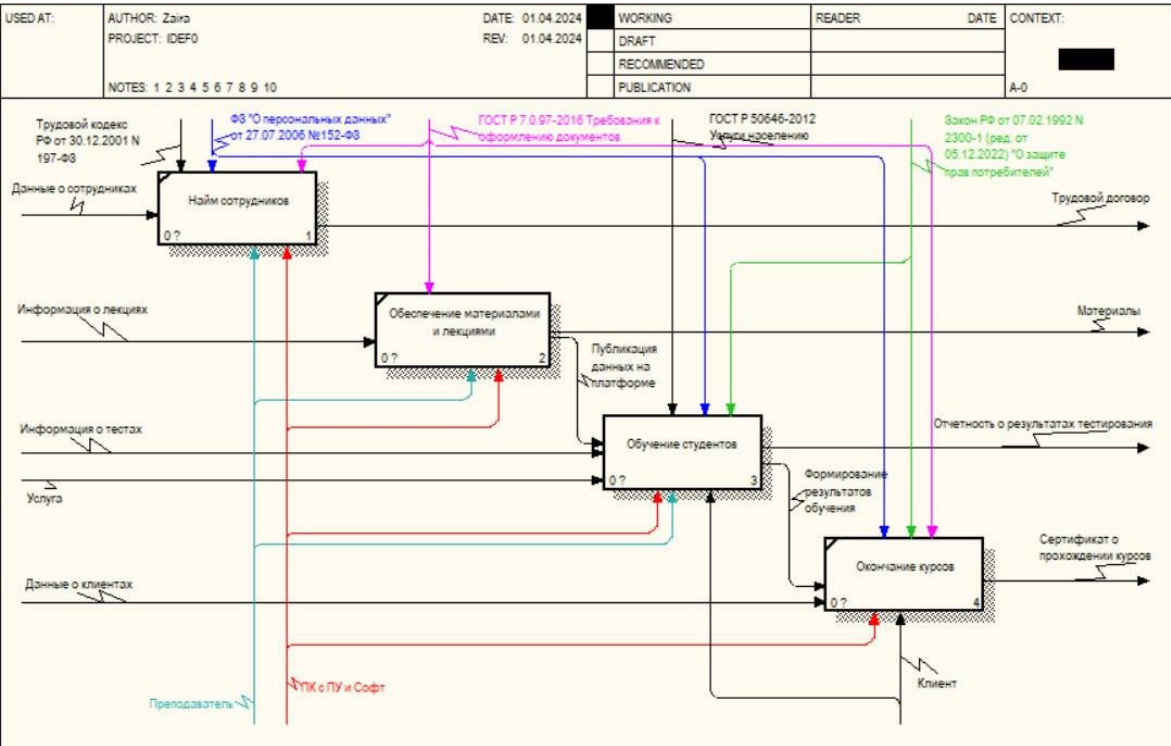 USED AT:
AUTHOR: Zaira
DATE: 01.04.2024
WORKING
READER
DATE
CONTEXT:
PROJECT: IDEF0
REV: 01.04.2024
DRAFT
RECOMMENDED
NOTES: 1 2 3 4 5 6 7 8 9 10
PUBLICATION
A-0
Трудовой кодекс
РФ от 30.12.2001 N
197-ФЗ
ФЗ "О персональных данных"
от 27.07.2006 №152-ФЗ
ГОСТ Р 7.0.97-2016 Требования к
оформлению документов
ГОСТ Р 50646-2012
Услуги населению
Закон РФ от 07.02.1992 N
2300-1 (ред. от
05.12.2022) "О защите
прав потребителей"
Данные о сотрудниках
Найм сотрудников
0 ?
1
Трудовой договор
Информация о лекциях
Обеспечение материалами
и лекциями
0 ?
2
Материалы
Публикация
данных на
платформе
Информация о тестах
Обучение студентов
0 ?
3
Отчетность о результатах тестирования
Услуга
Формирование
результатов
обучения
Данные о клиентах
Окончание курсов
0 ?
4
Сертификат о
прохождении курсов
Преподаватель
ПК с ПУ и Софт
Клиент